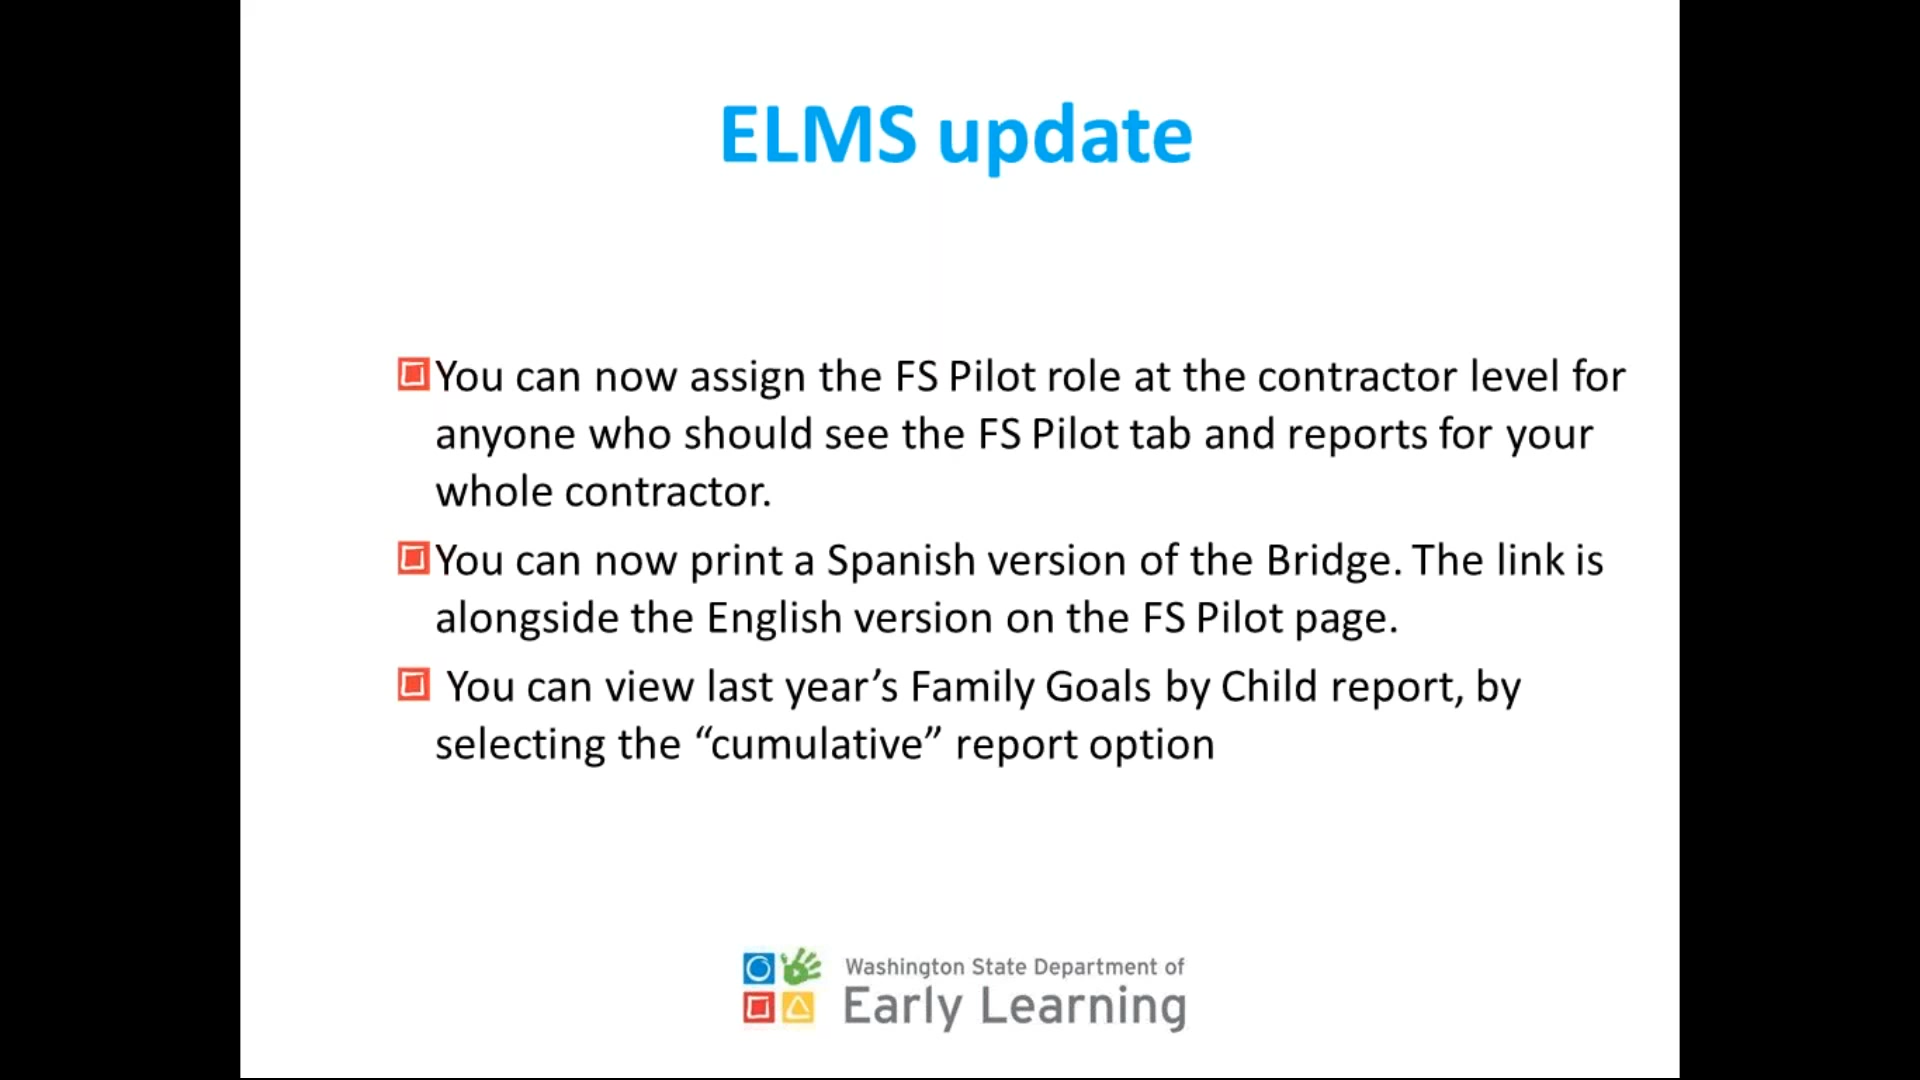 ELMS update
You can now assign the FS Pilot role at the contractor level for
anyone who should see the FS Pilot tab and reports for your
whole contractor.
You can now print a Spanish version of the Bridge. The link is
alongside the English version on the FS Pilot page.
You can view last year’s Family Goals by Child report, by
selecting the “cumulative” report option
Washington State Department of
Early Learning